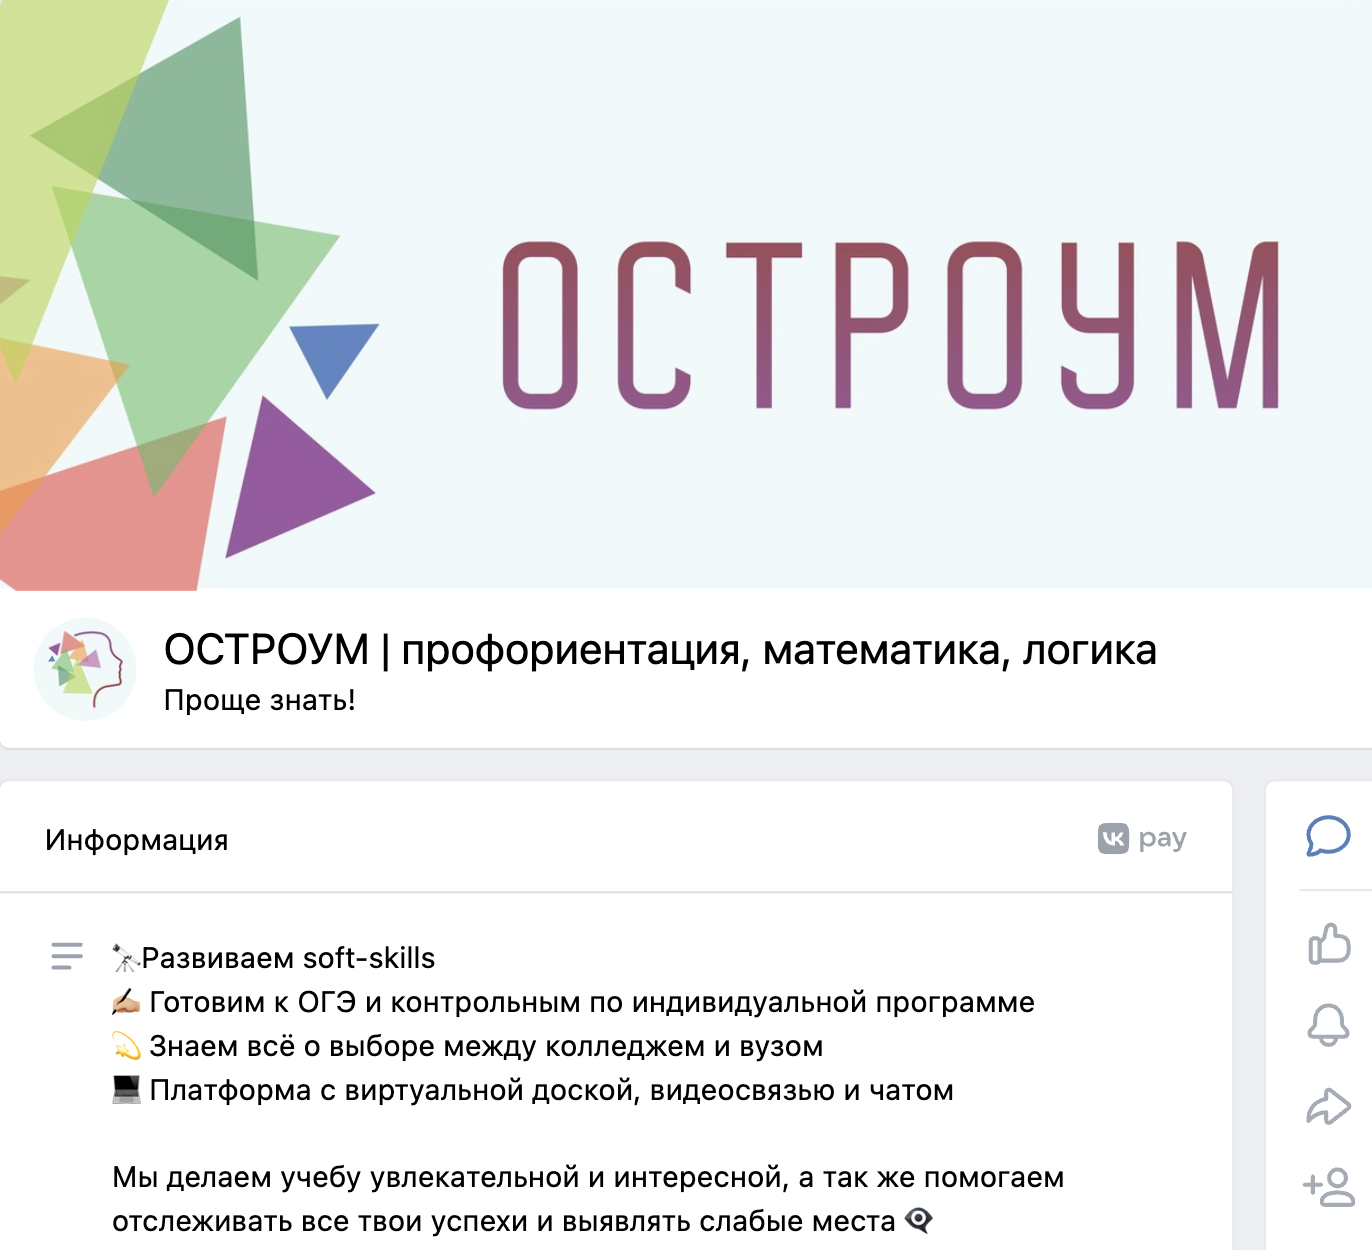 ОСТРОУМ
ОСТРОУМ | профориентация, математика, логика
Проще знать!
Информация
VK pay
🔭Развиваем soft-skills
✍🏼 Готовим к ОГЭ и контрольным по индивидуальной программе
💫 Знаем всё о выборе между колледжем и вузом
💻 Платформа с виртуальной доской, видеосвязью и чатом
Мы делаем учебу увлекательной и интересной, а так же помогаем
отслеживать все твои успехи и выявлять слабые места 👁‍🗨